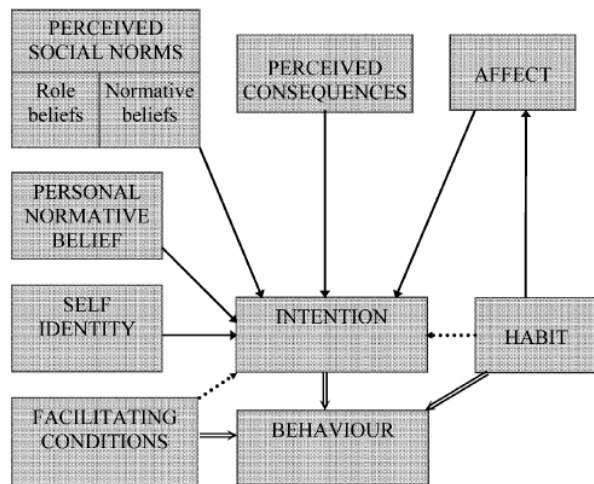 PERCEIVED
SOCIAL NORMS
Role
beliefs
Normative
beliefs
PERCEIVED
CONSEQUENCES
AFFECT
PERSONAL
NORMATIVE
BELIEF
SELF
IDENTITY
INTENTION
HABIT
FACILITATING
CONDITIONS
BEHAVIOUR